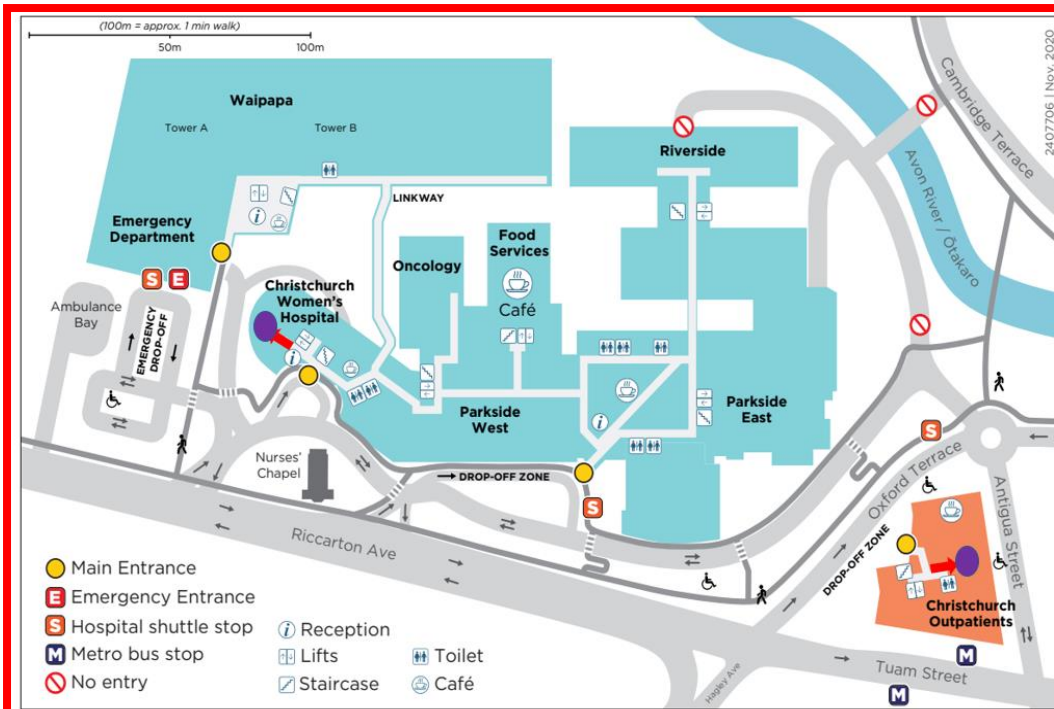 (100m = approx. 1 min walk)
50m
100m
2407706 | Nov. 2020
Waipapa
Tower A
Tower B
Riverside
Cambridge Terrace
Avon River / Ōtakaro
LINKWAY
Emergency
Department
S
E
Food
Services
Café
Oncology
Christchurch
Women's
Hospital
Ambulance
Bay
EMERGENCY
DROP-OFF
i
i
i
Parkside
West
Parkside
East
Nurses'
Chapel
DROP-OFF ZONE
S
S
Oxford Terrace
Antigua Street
Riccarton Ave
DROP-OFF ZONE
Christchurch
Outpatients
Hagley Ave
Tuam Street
M
M
Main Entrance
E Emergency Entrance
S Hospital shuttle stop
M Metro bus stop
No entry
i Reception
Lifts
Staircase
Toilet
Café